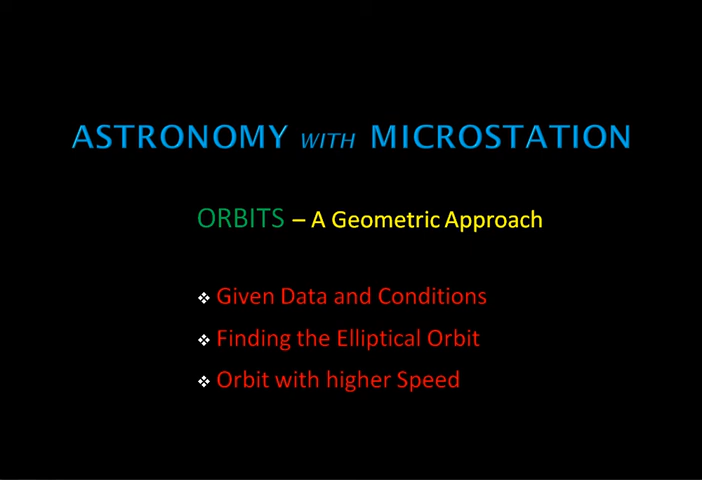 ASTRONOMY WITH MICROSTATION
ORBITS – A Geometric Approach
❖ Given Data and Conditions
❖ Finding the Elliptical Orbit
❖ Orbit with higher Speed